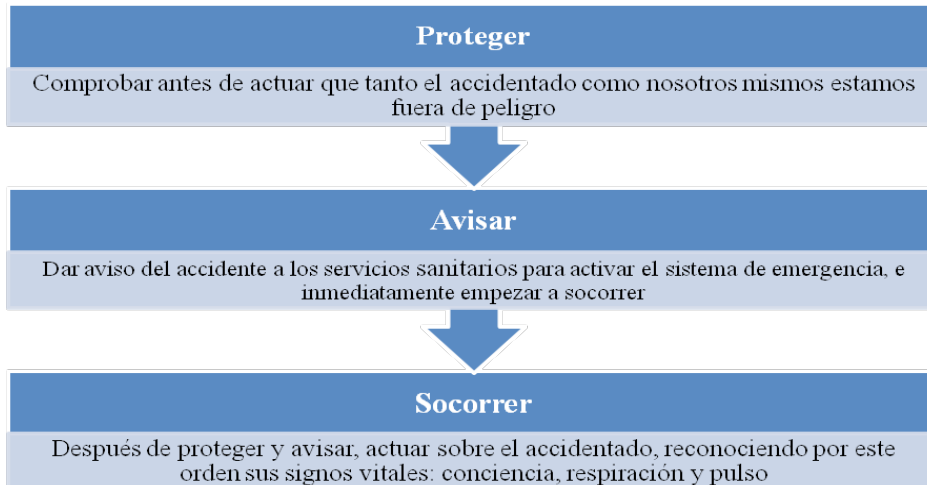 Proteger
Comprobar antes de actuar que tanto el accidentado como nosotros mismos estamos
fuera de peligro
Avisar
Dar aviso del accidente a los servicios sanitarios para activar el sistema de emergencia, e
inmediatamente empezar a socorrer
Socorrer
Después de proteger y avisar, actuar sobre el accidentado, reconociendo por este
orden sus signos vitales: conciencia, respiración y pulso